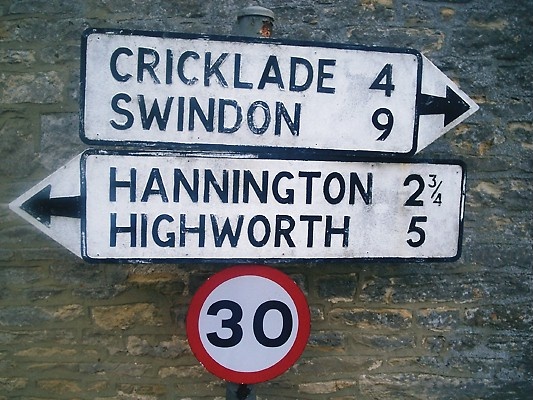 CRICKLADE 4
SWINDON 9
HANNINGTON 2¾
HIGHWORTH 5
30